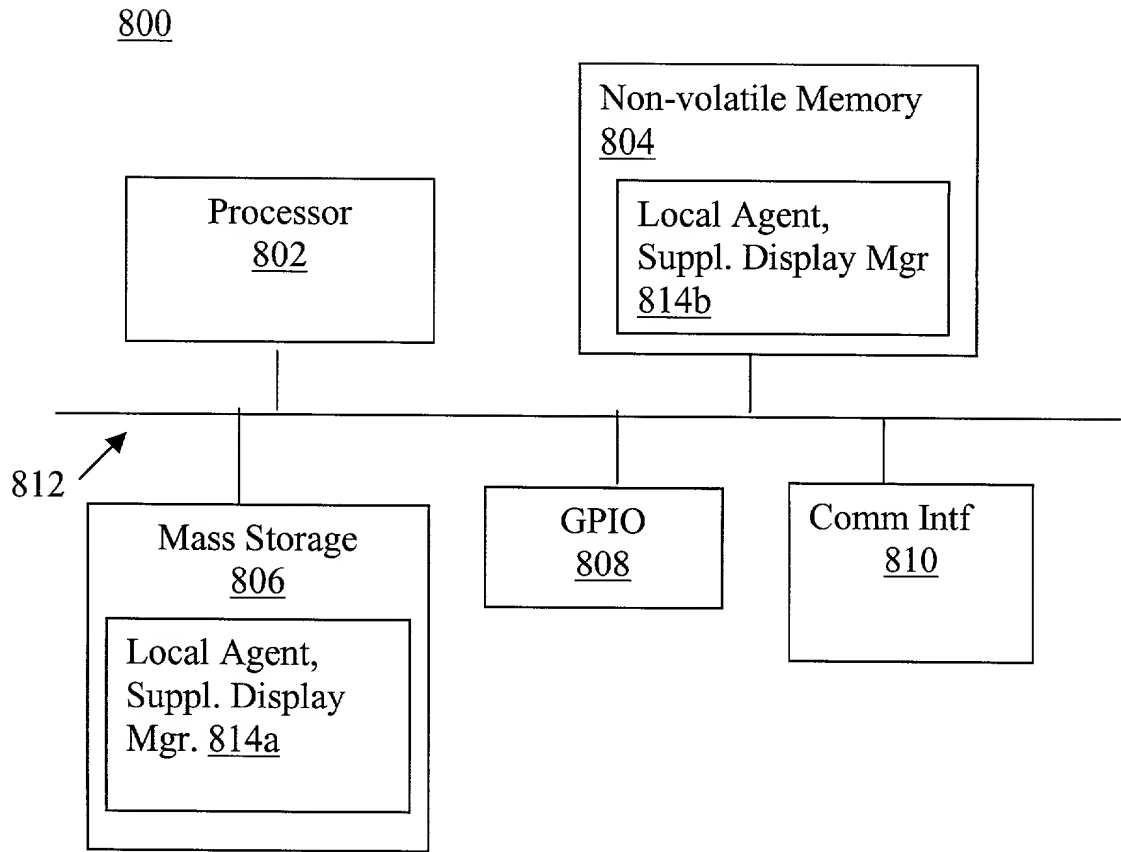 800
Non-volatile Memory
804
Local Agent,
Suppl. Display Mgr
814b
Processor
802
812
Mass Storage
806
Local Agent,
Suppl. Display
Mgr. 814a
GPIO
808
Comm Intf
810